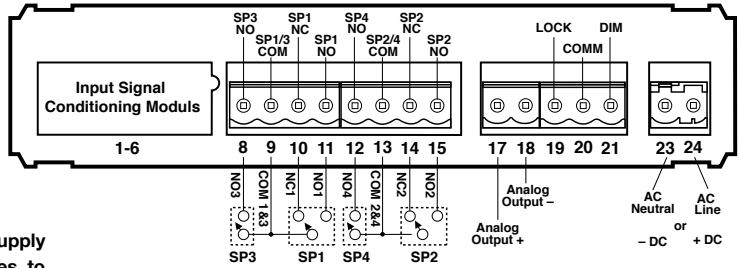 SP3 NO
SP1/3 COM
SP1 NC
SP1 NO
SP4 NO
SP2/4 COM
SP2 NC
SP2 NO
LOCK
COMM
DIM
Input Signal
Conditioning Moduls
1-6
8 9 10 11 12 13 14 15 17 18 19 20 21 23 24
NO3
COM 1&3
NC1
NO1
NO4
COM 2&4
NC2
NO2
SP3 SP1 SP4 SP2
Analog
Output –
Analog
Output +
AC
Neutral
AC
Line
or
– DC
+ DC
upply
es to